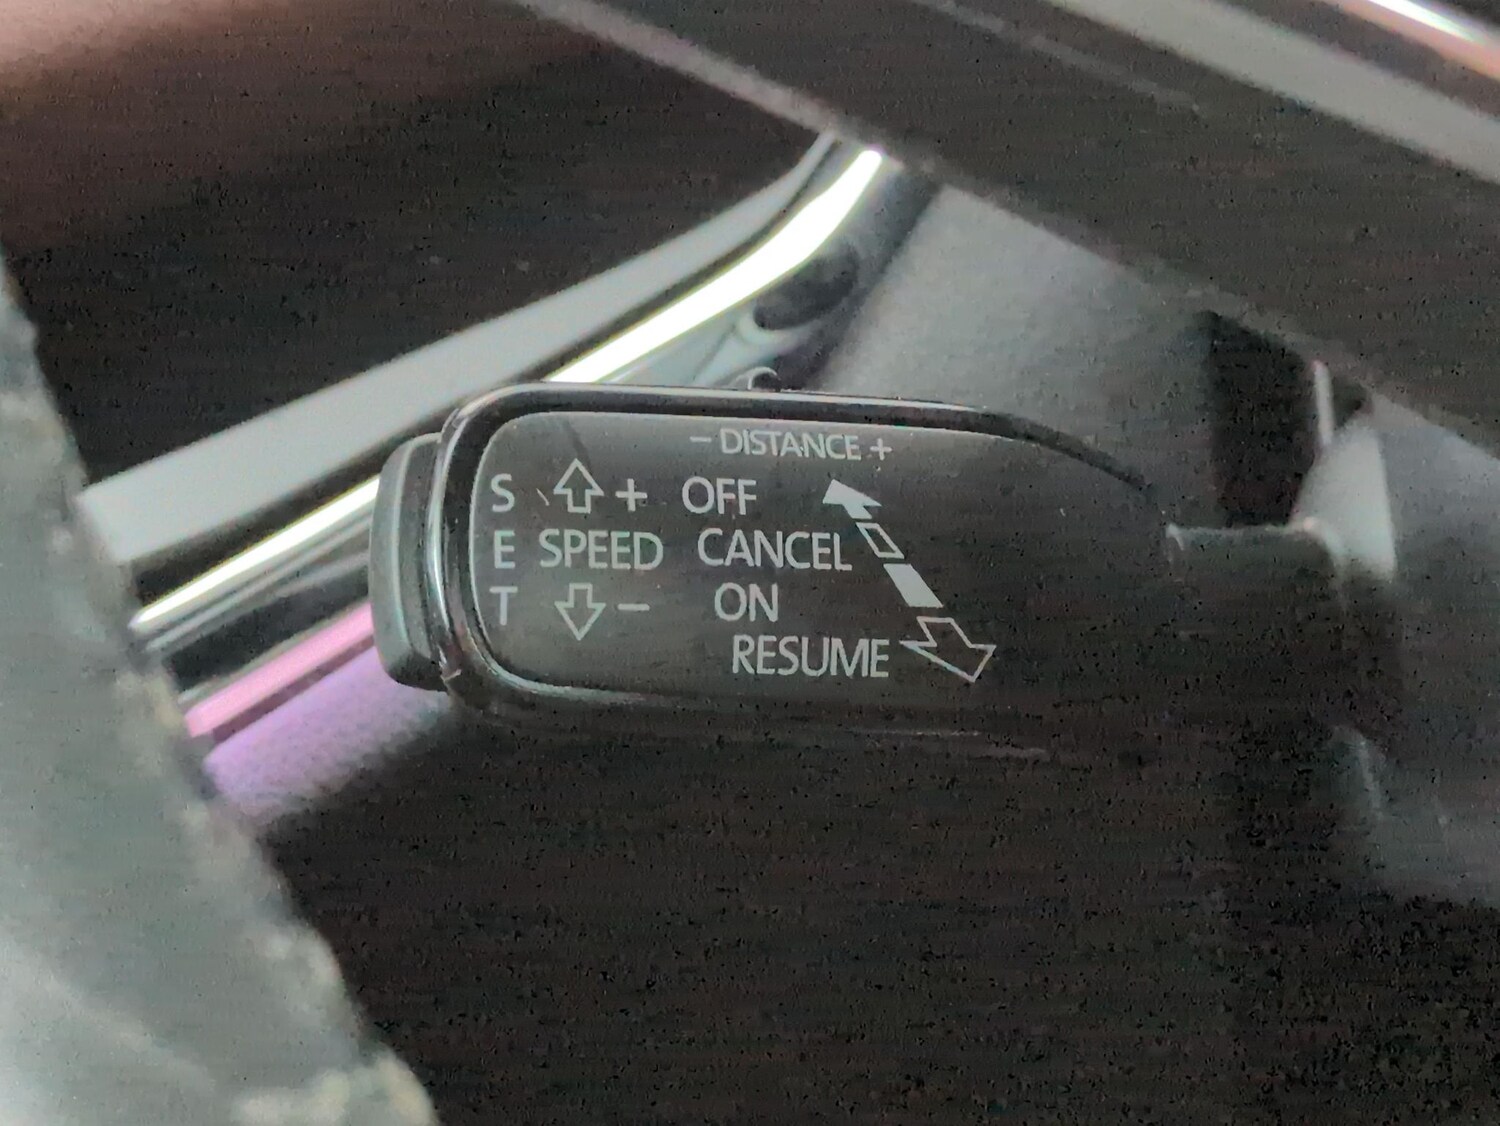 - DISTANCE +
S + OFF
E SPEED CANCEL
T - ON
RESUME